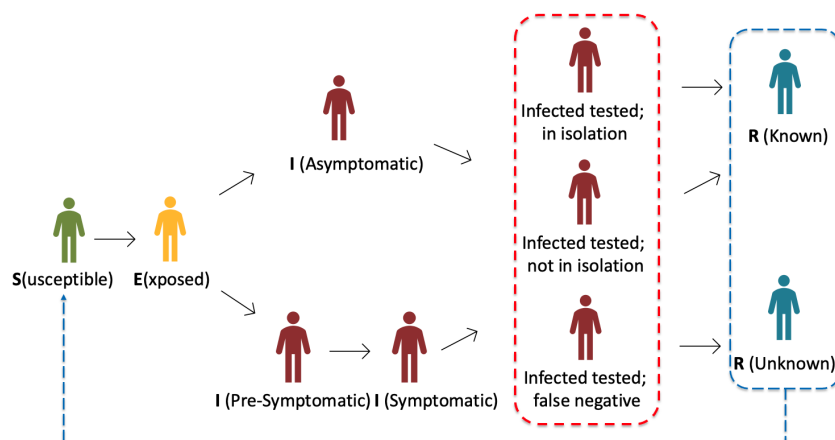 Infected tested;
in isolation
R (Known)
I (Asymptomatic)
Infected tested;
not in isolation
S(usceptible)
E(xposed)
R (Unknown)
I (Pre-Symptomatic)
I (Symptomatic)
Infected tested;
false negative